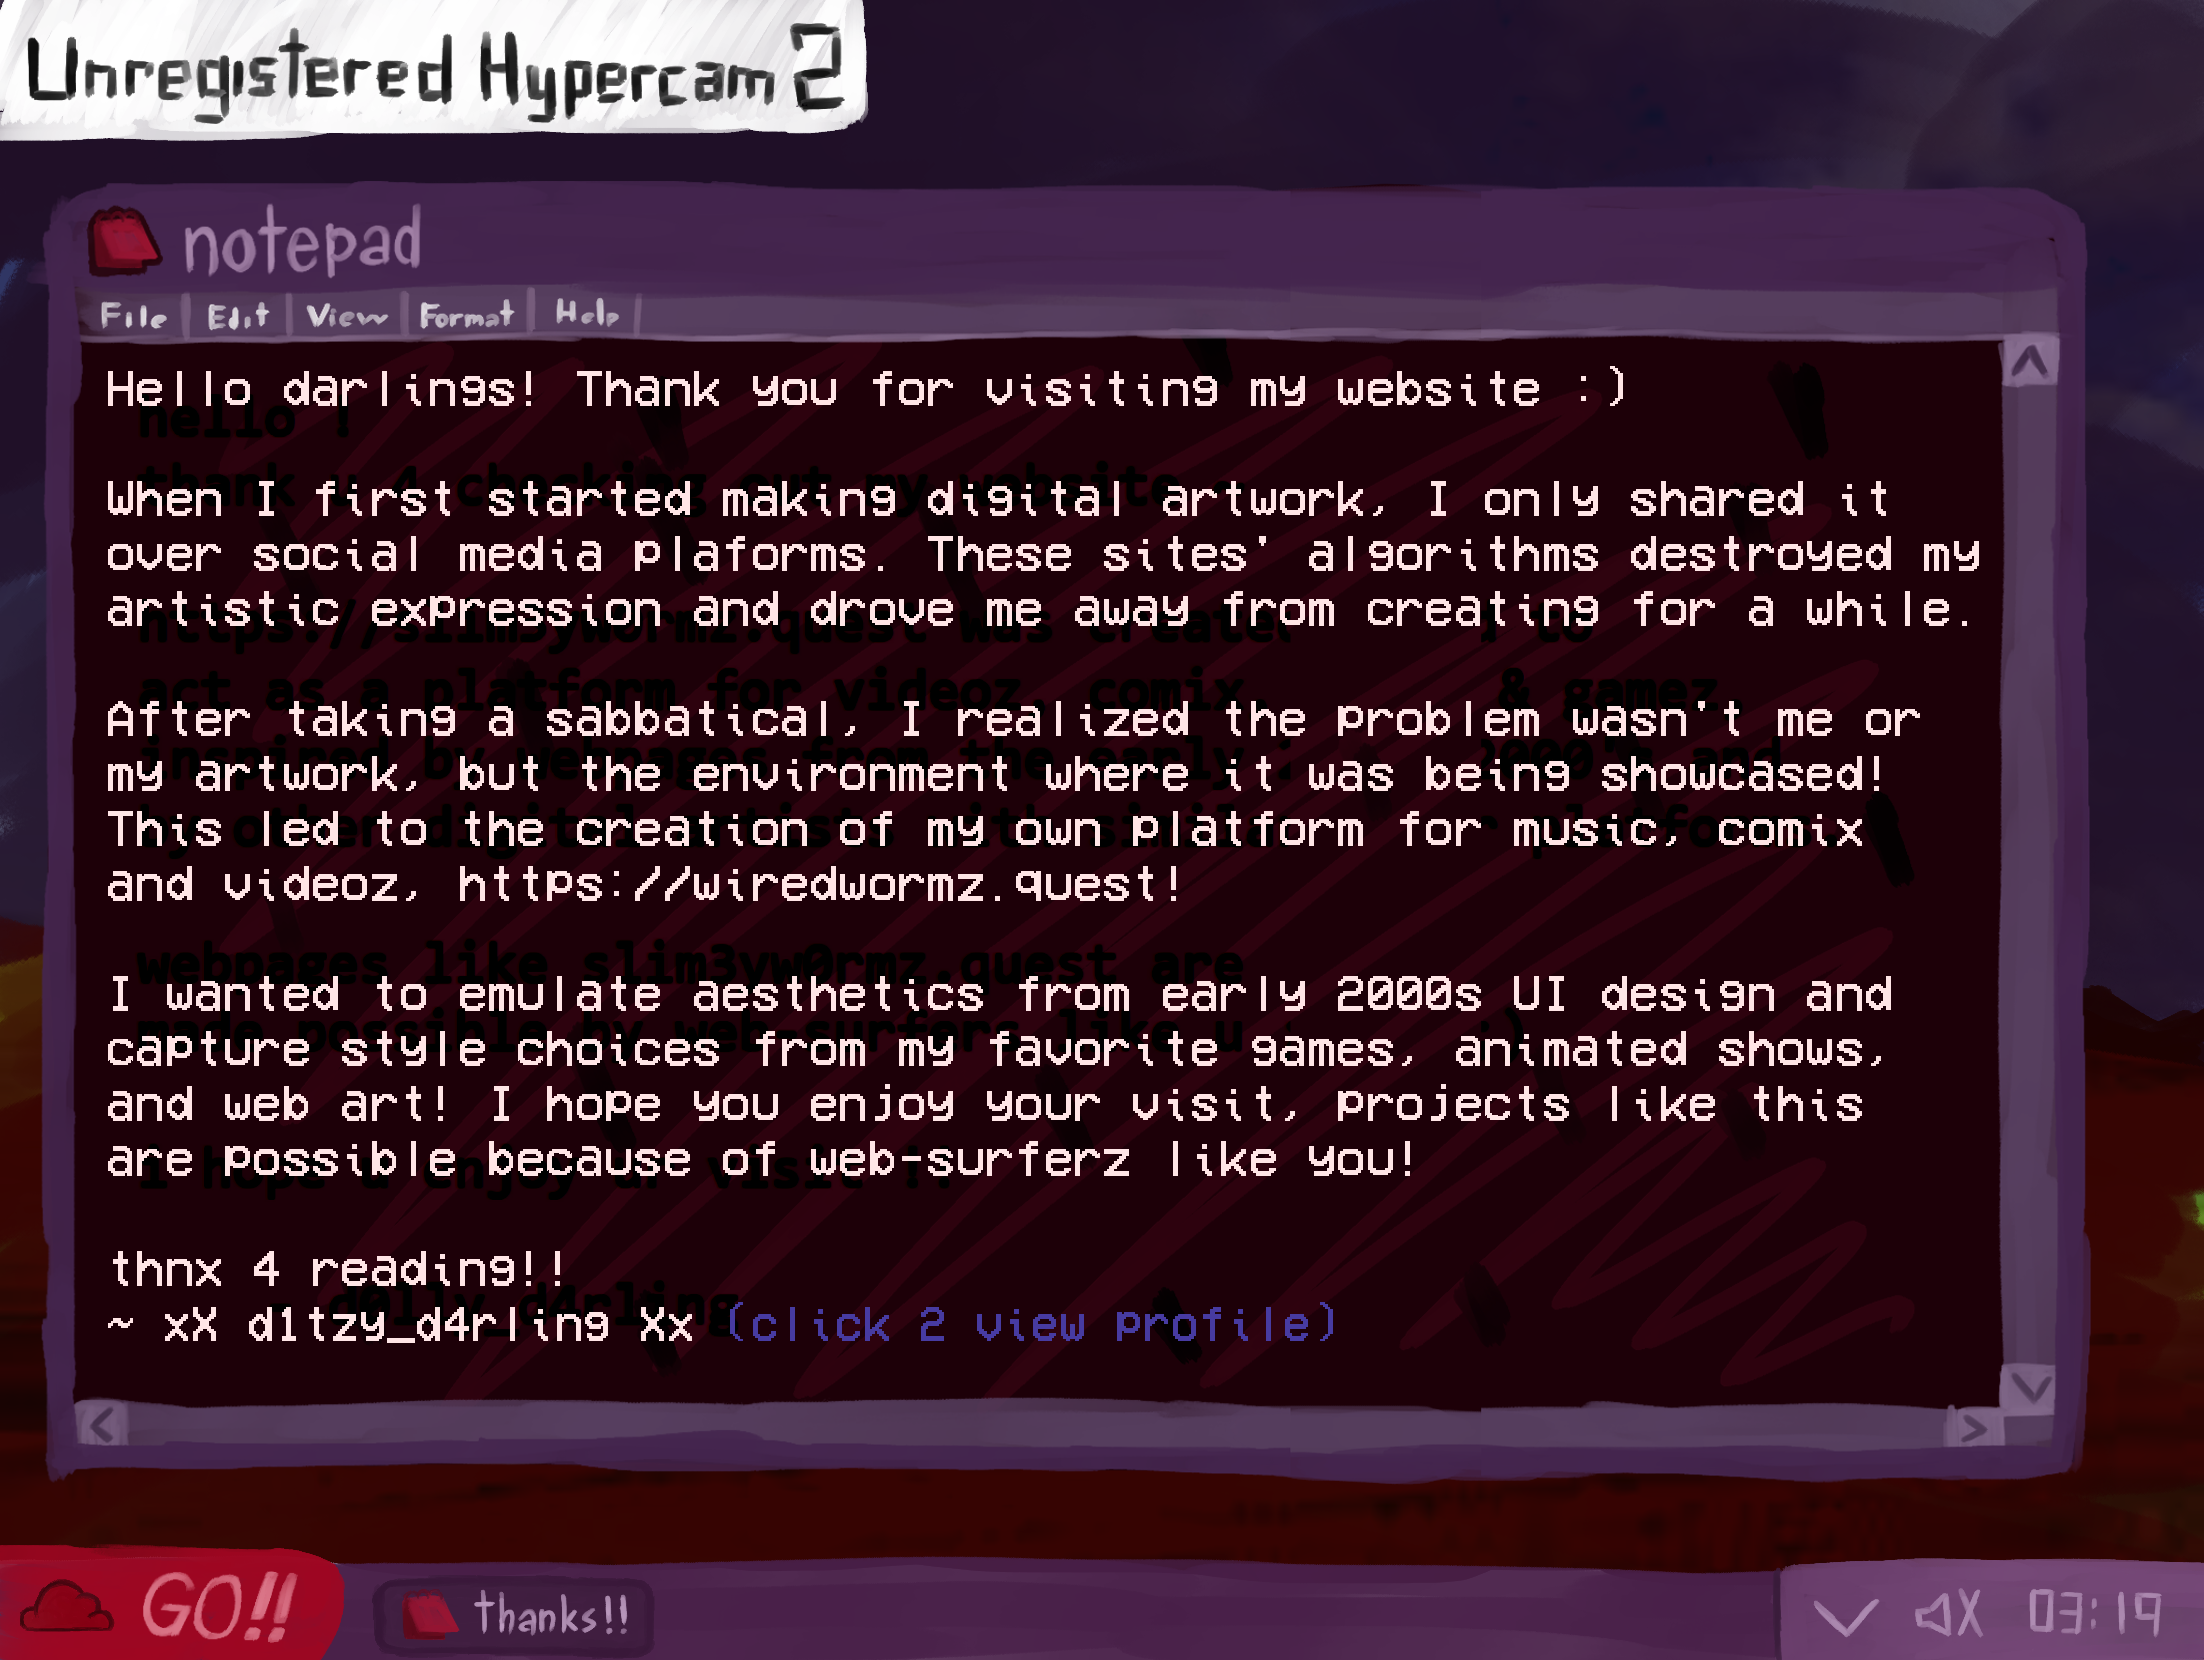 Unregistered Hypercam 2
notepad
File Edit View Format Help
Hello darlings! Thank you for visiting my website :)
When I first started making digital artwork, I only shared it
over social media plaforms. These sites' algorithms destroyed my
artistic expression and drove me away from creating for a while.
After taking a sabbatical, I realized the problem wasn't me or
my artwork, but the environment where it was being showcased!
This led to the creation of my own platform for music, comix
and videoz, https://wiredwormz.quest!
I wanted to emulate aesthetics from early 2000s UI design and
capture style choices from my favorite games, animated shows,
and web art! I hope you enjoy your visit, projects like this
are possible because of web-surferz like you!
thnx 4 reading!!
~ xX d1tzy_d4rling Xx (click 2 view profile)
GO!! thanks!! 03:19